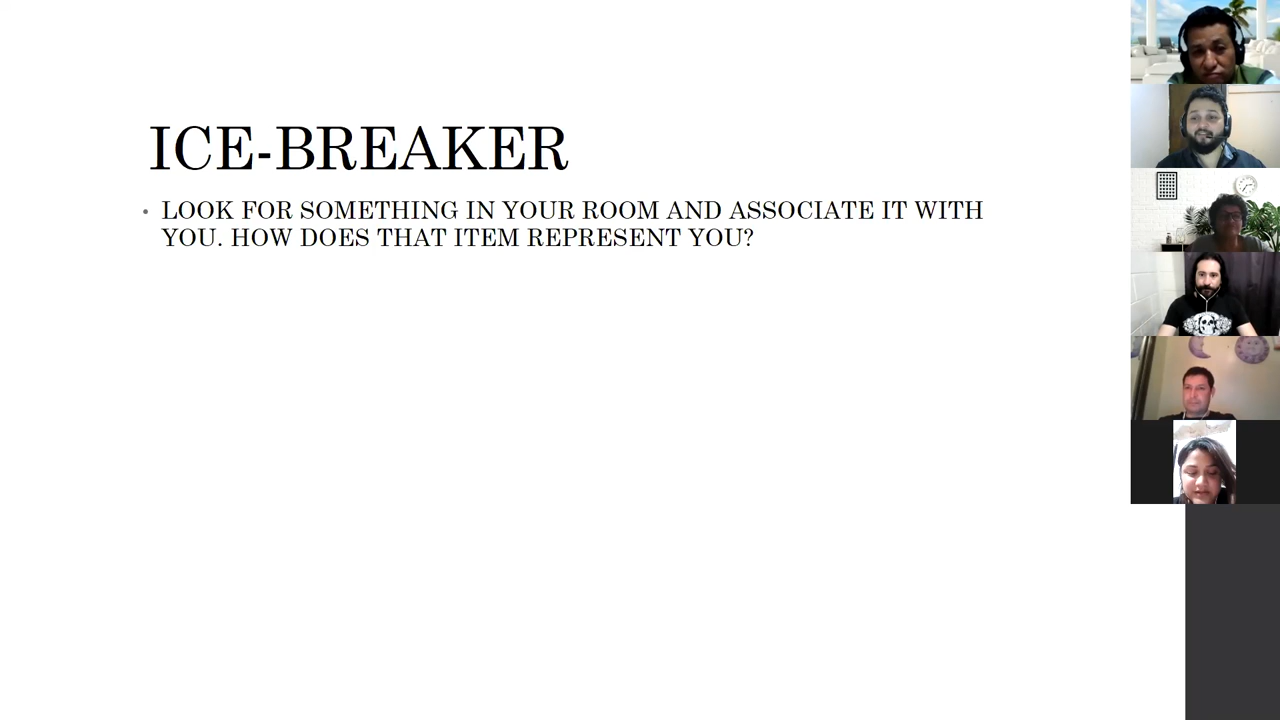 ICE-BREAKER
• LOOK FOR SOMETHING IN YOUR ROOM AND ASSOCIATE IT WITH
YOU. HOW DOES THAT ITEM REPRESENT YOU?